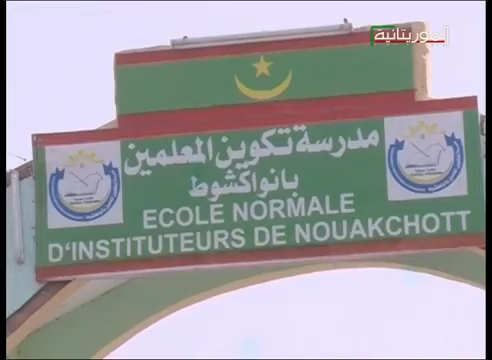 الموريتانية
مدرسة تكوين المعلمين
بانواكشوط
ECOLE NORMALE
D'INSTITUTEURS DE NOUAKCHOTT